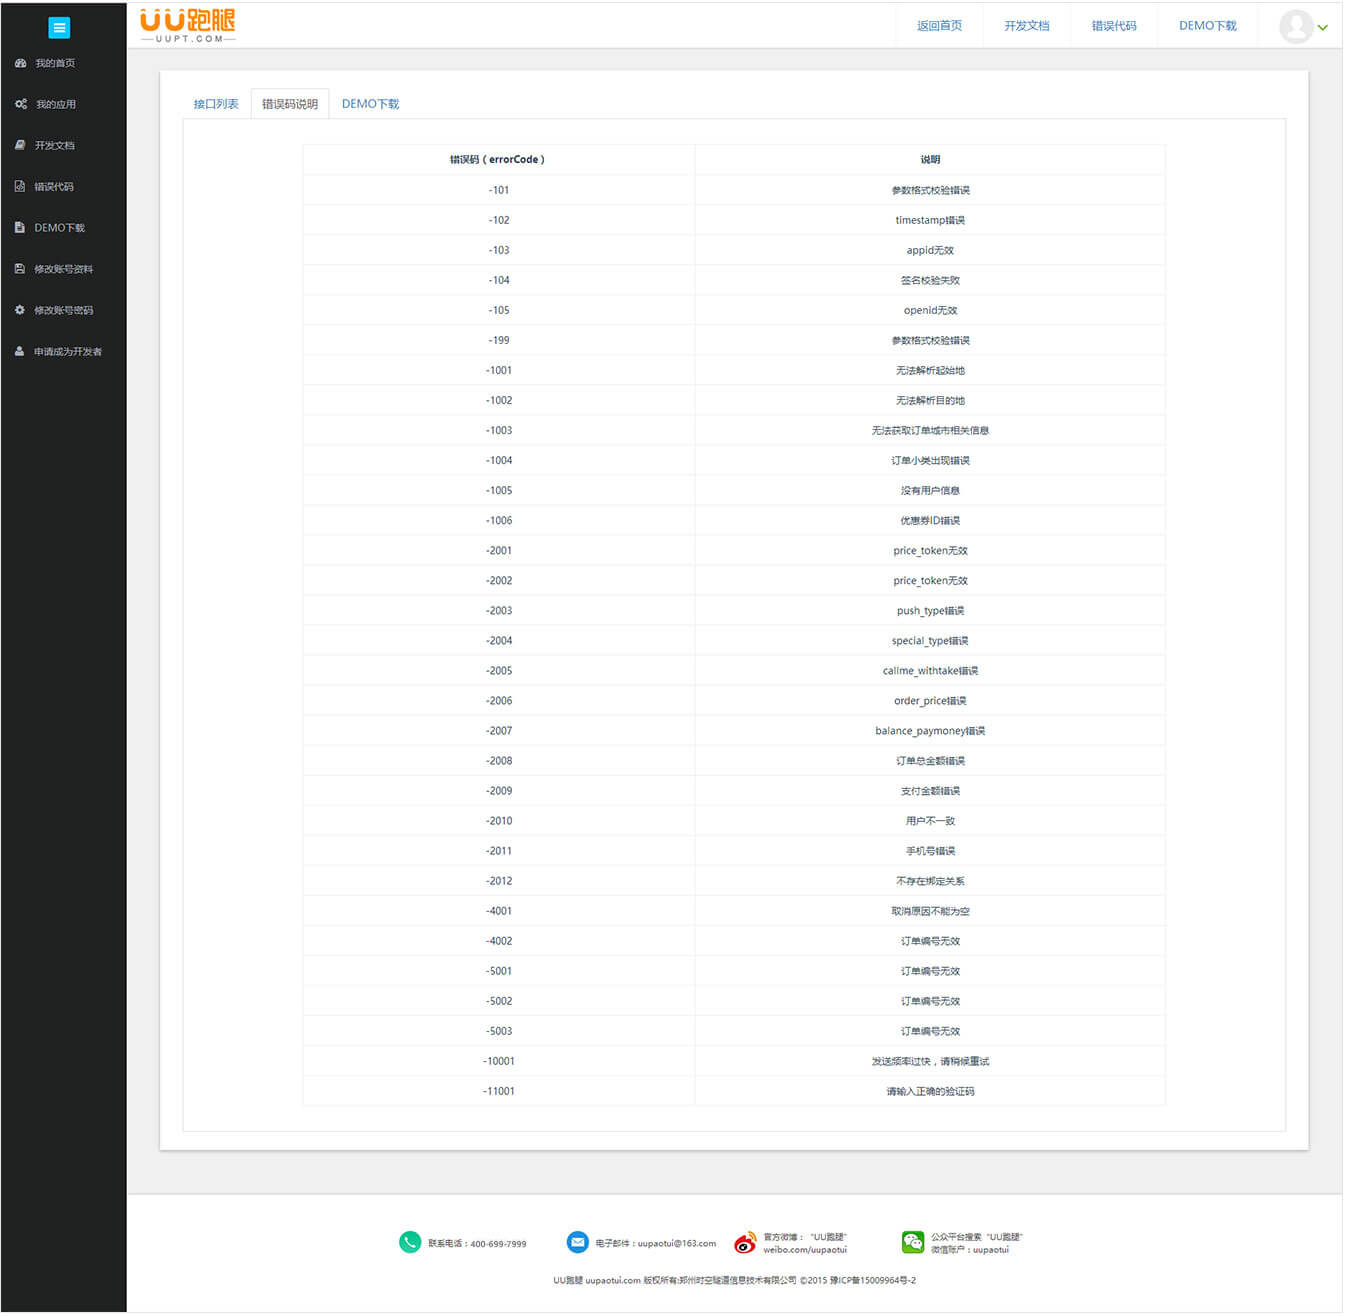 UU跑腿
UUPT.COM
返回首页
开发文档
错误代码
DEMO下载
我的首页
我的应用
开发文档
错误代码
DEMO下载
修改账号资料
修改账号密码
申请成为开发者
接口列表
错误码说明
DEMO下载
错误码（errorCode） 说明
-101 参数格式校验错误
-102 timestamp错误
-103 appid无效
-104 签名校验失败
-105 openid无效
-199 参数格式校验错误
-1001 无法解析起始地
-1002 无法解析目的地
-1003 无法获取订单城市相关信息
-1004 订单小类出现错误
-1005 没有用户信息
-1006 优惠券ID错误
-2001 price_token无效
-2002 price_token无效
-2003 push_type错误
-2004 special_type错误
-2005 callme_withtake错误
-2006 order_price错误
-2007 balance_paymoney错误
-2008 订单总金额错误
-2009 支付金额错误
-2010 用户不一致
-2011 手机号错误
-2012 不存在绑定关系
-4001 取消原因不能为空
-4002 订单编号无效
-5001 订单编号无效
-5002 订单编号无效
-5003 订单编号无效
-10001 发送频率过快，请稍候重试
-11001 请输入正确的验证码
联系电话：400-699-7999
电子邮件：uupaotui@163.com
官方微博： “UU跑腿”
weibo.com/uupaotui
公众平台搜索 “UU跑腿”
微信账户：uupaotui
UU跑腿 uupaotui.com 版权所有:郑州时空隧道信息技术有限公司 ©2015 豫ICP备15009964号-2